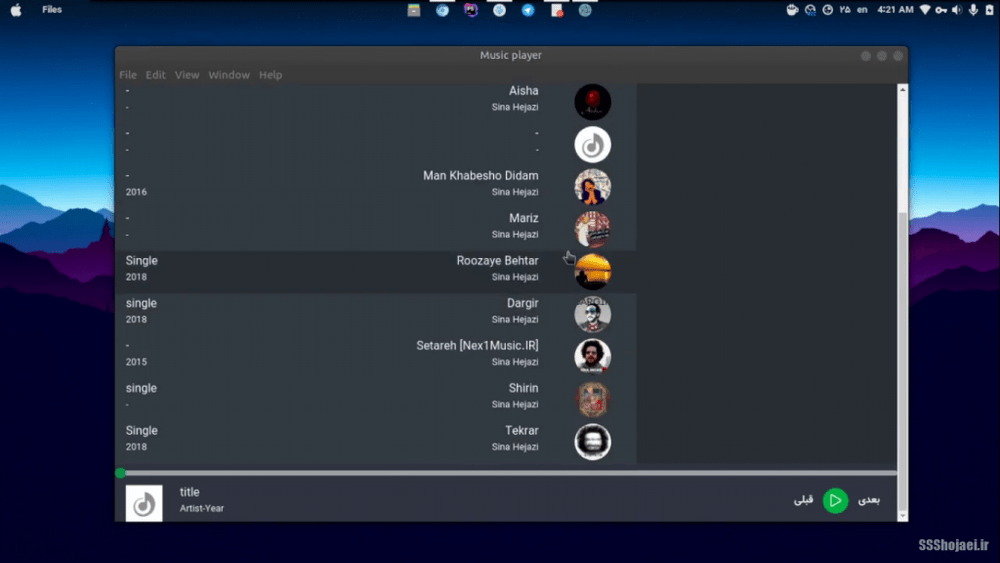 Files
۲۵ en 4:21 AM
Music player
File Edit View Window Help
- Aisha
- Sina Hejazi
- -
- -
- Man Khabesho Didam
2016 Sina Hejazi
- Mariz
- Sina Hejazi
Single Roozaye Behtar
2018 Sina Hejazi
single Dargir
2018 Sina Hejazi
- Setareh [Nex1Music.IR]
2015 Sina Hejazi
single Shirin
- Sina Hejazi
Single Tekrar
2018 Sina Hejazi
title
Artist-Year
قبلی بعدی
SSShojaei.ir